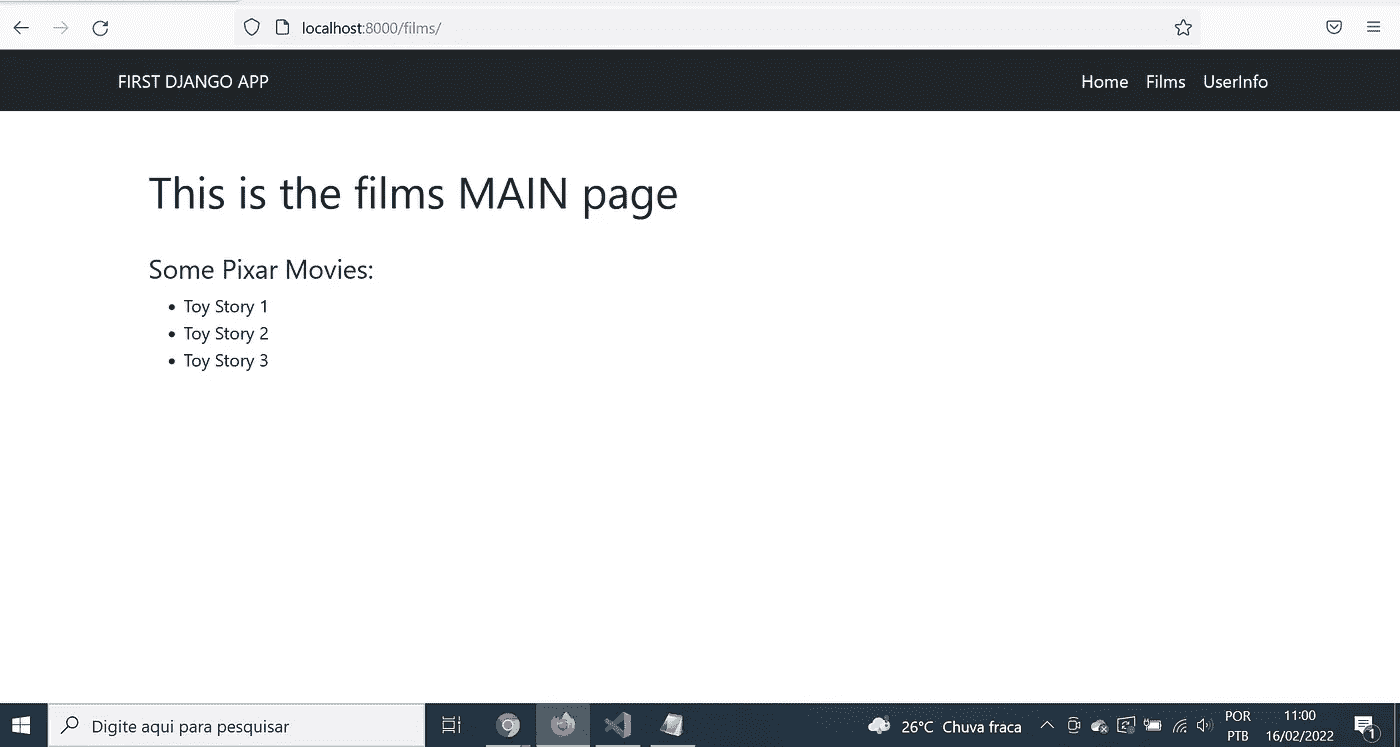 localhost:8000/films/
FIRST DJANGO APP Home Films UserInfo
This is the films MAIN page
Some Pixar Movies:
• Toy Story 1
• Toy Story 2
• Toy Story 3
Digite aqui para pesquisar
26°C Chuva fraca
POR
PTB
11:00
16/02/2022
1